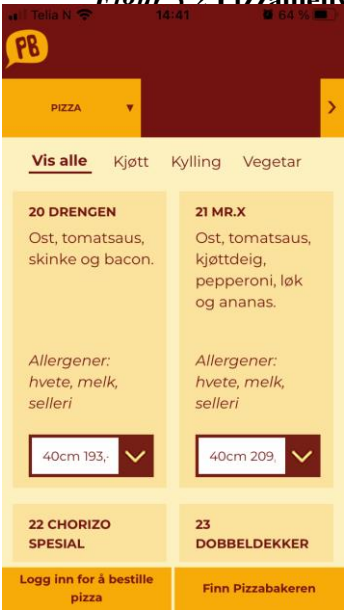 Telia N 14:41 64 %
PB
PIZZA ▼ >
Vis alle Kjøtt Kylling Vegetar
20 DRENGEN
Ost, tomatsaus,
skinke og bacon.
Allergener:
hvete, melk,
selleri
40cm 193,-
21 MR.X
Ost, tomatsaus,
kjøttdeig,
pepperoni, løk
og ananas.
Allergener:
hvete, melk,
selleri
40cm 209,
22 CHORIZO
SPESIAL
23
DOBBELDEKKER
Logg inn for å bestille
pizza
Finn Pizzabakeren